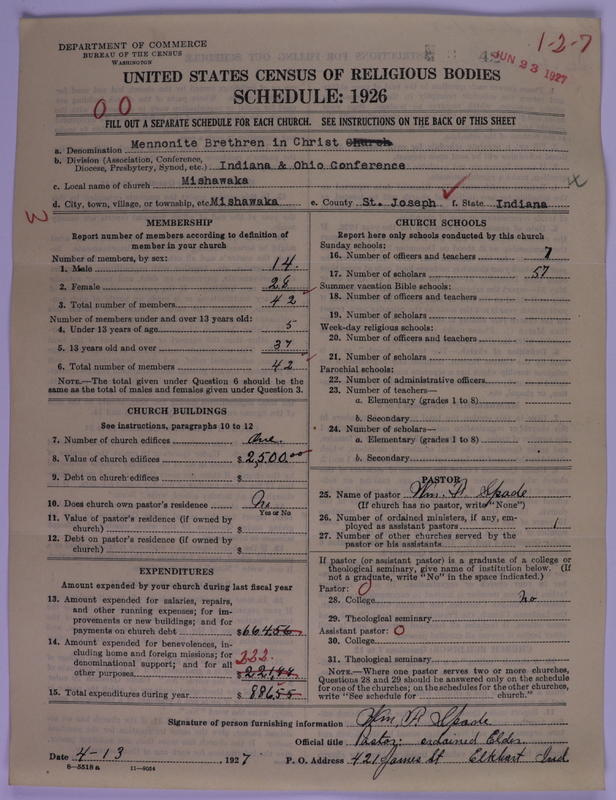 DEPARTMENT OF COMMERCE
BUREAU OF THE CENSUS
WASHINGTON
1-2-7
JUN 23 1927
UNITED STATES CENSUS OF RELIGIOUS BODIES
SCHEDULE: 1926
00
FILL OUT A SEPARATE SCHEDULE FOR EACH CHURCH. SEE INSTRUCTIONS ON THE BACK OF THIS SHEET
a. Denomination Mennonite Brethren in Christ Church
b. Division (Association, Conference, Diocese, Presbytery, Synod, etc.) Indiana & Ohio Conference
c. Local name of church Mishawaka
d. City, town, village, or township, etc. Mishawaka e. County St. Joseph f. State Indiana
MEMBERSHIP
Report number of members according to definition of
member in your church
Number of members, by sex:
1. Male 14.
2. Female 28
3. Total number of members 42
Number of members under and over 13 years old:
4. Under 13 years of age 5
5. 13 years old and over 37
6. Total number of members 42
NOTE.—The total given under Question 6 should be the
same as the total of males and females given under Question 3.
CHURCH BUILDINGS
See instructions, paragraphs 10 to 12
7. Number of church edifices One.
8. Value of church edifices $2,500.00
9. Debt on church edifices $
10. Does church own pastor's residence No
Yes or No
11. Value of pastor's residence (if owned by
church) $
12. Debt on pastor's residence (if owned by
church) $
EXPENDITURES
Amount expended by your church during last fiscal year
13. Amount expended for salaries, repairs,
and other running expenses; for im-
provements or new buildings; and for
payments on church debt $664.56
14. Amount expended for benevolences, in-
cluding home and foreign missions; for
denominational support; and for all 222.
other purposes $221.99
15. Total expenditures during year $886.55
CHURCH SCHOOLS
Report here only schools conducted by this church
Sunday schools:
16. Number of officers and teachers 7
17. Number of scholars 57
Summer vacation Bible schools:
18. Number of officers and teachers
19. Number of scholars
Week-day religious schools:
20. Number of officers and teachers
21. Number of scholars
Parochial schools:
22. Number of administrative officers
23. Number of teachers—
a. Elementary (grades 1 to 8)
b. Secondary
24. Number of scholars—
a. Elementary (grades 1 to 8)
b. Secondary
PASTOR
25. Name of pastor Wm. A. Spade
(If church has no pastor, write "None")
26. Number of ordained ministers, if any, em-
ployed as assistant pastors 1
27. Number of other churches served by the
pastor or his assistants
If pastor (or assistant pastor) is a graduate of a college or
theological seminary, give name of institution below. (If
not a graduate, write "No" in the space indicated.)
Pastor: 0
28. College no
29. Theological seminary
Assistant pastor: 0
30. College
31. Theological seminary
NOTE.—Where one pastor serves two or more churches,
Questions 28 and 29 should be answered only on the schedule
for one of the churches; on the schedules for the other churches,
write "See schedule for church."
Signature of person furnishing information Wm A Spade
Official title Pastor; ordained Elder
Date 4-13 1927 P. O. Address 421 James St Elkhart Ind
8—5518 a 11—9054